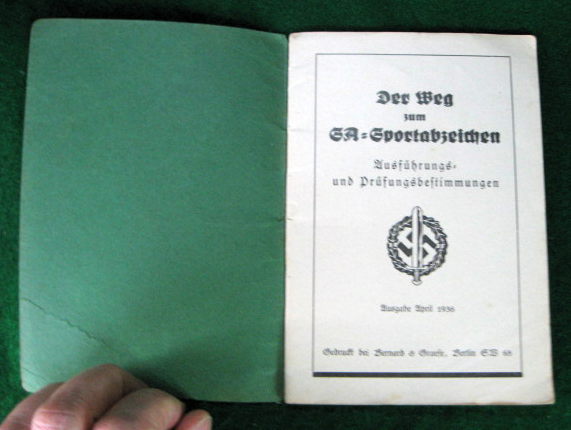 Der Weg
zum
SA=Sportabzeichen
Ausführungs=
und Prüfungsbestimmungen
Ausgabe April 1936
Gedruckt bei Bernard & Graefe, Berlin SW 68